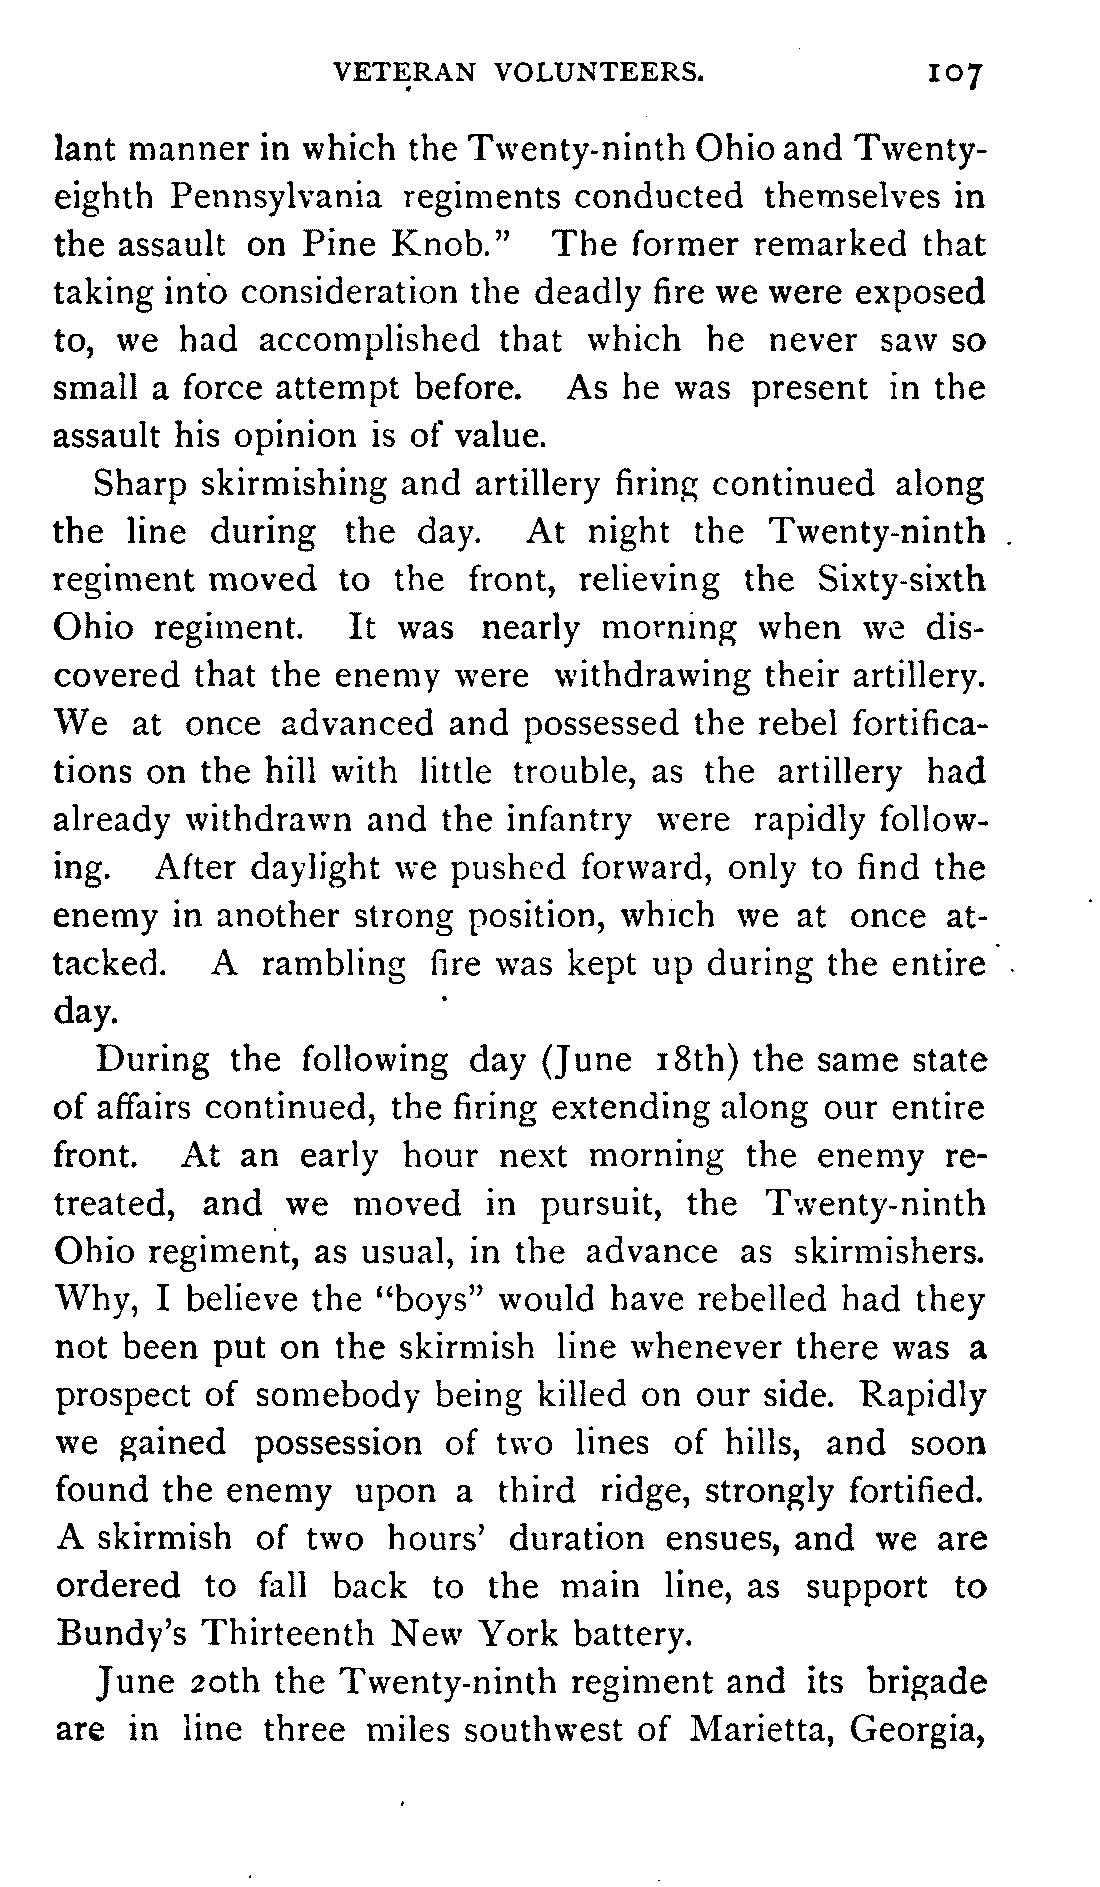 VETERAN VOLUNTEERS. 107
lant manner in which the Twenty-ninth Ohio and Twenty-
eighth Pennsylvania regiments conducted themselves in
the assault on Pine Knob." The former remarked that
taking into consideration the deadly fire we were exposed
to, we had accomplished that which he never saw so
small a force attempt before. As he was present in the
assault his opinion is of value.
Sharp skirmishing and artillery firing continued along
the line during the day. At night the Twenty-ninth
regiment moved to the front, relieving the Sixty-sixth
Ohio regiment. It was nearly morning when we dis-
covered that the enemy were withdrawing their artillery.
We at once advanced and possessed the rebel fortifica-
tions on the hill with little trouble, as the artillery had
already withdrawn and the infantry were rapidly follow-
ing. After daylight we pushed forward, only to find the
enemy in another strong position, which we at once at-
tacked. A rambling fire was kept up during the entire
day.
During the following day (June 18th) the same state
of affairs continued, the firing extending along our entire
front. At an early hour next morning the enemy re-
treated, and we moved in pursuit, the Twenty-ninth
Ohio regiment, as usual, in the advance as skirmishers.
Why, I believe the "boys" would have rebelled had they
not been put on the skirmish line whenever there was a
prospect of somebody being killed on our side. Rapidly
we gained possession of two lines of hills, and soon
found the enemy upon a third ridge, strongly fortified.
A skirmish of two hours' duration ensues, and we are
ordered to fall back to the main line, as support to
Bundy's Thirteenth New York battery.
June 20th the Twenty-ninth regiment and its brigade
are in line three miles southwest of Marietta, Georgia,